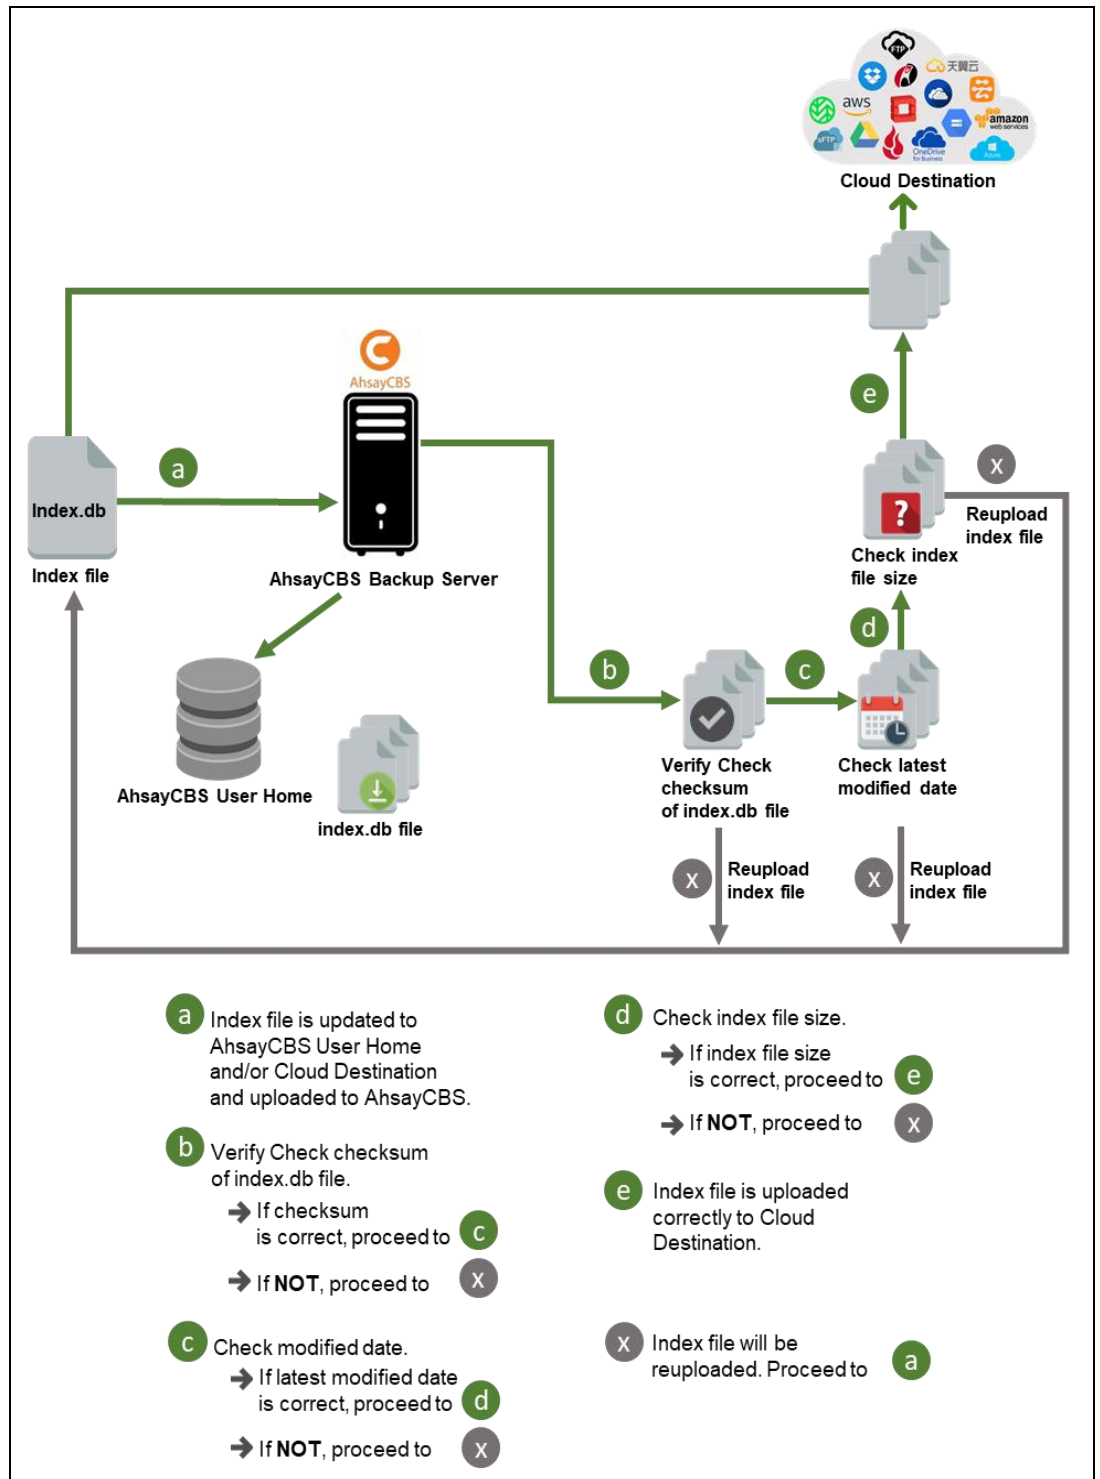 FTP
天翼云
aws
amazon
web services
sFTP
OneDrive
for Business
Azure
Cloud Destination
AhsayCBS
e
x
a
Index.db
Reupload
index file
Check index
file size
Index file
AhsayCBS Backup Server
d
b
c
Verify Check
checksum
of index.db file
Check latest
modified date
AhsayCBS User Home
index.db file
x
Reupload
index file
x
Reupload
index file
a
Index file is updated to
AhsayCBS User Home
and/or Cloud Destination
and uploaded to AhsayCBS.
b
Verify Check checksum
of index.db file.
If checksum
is correct, proceed to c
If NOT, proceed to x
c
Check modified date.
If latest modified date
is correct, proceed to d
If NOT, proceed to x
d
Check index file size.
If index file size
is correct, proceed to e
If NOT, proceed to x
e
Index file is uploaded
correctly to Cloud
Destination.
x
Index file will be
reuploaded. Proceed to a